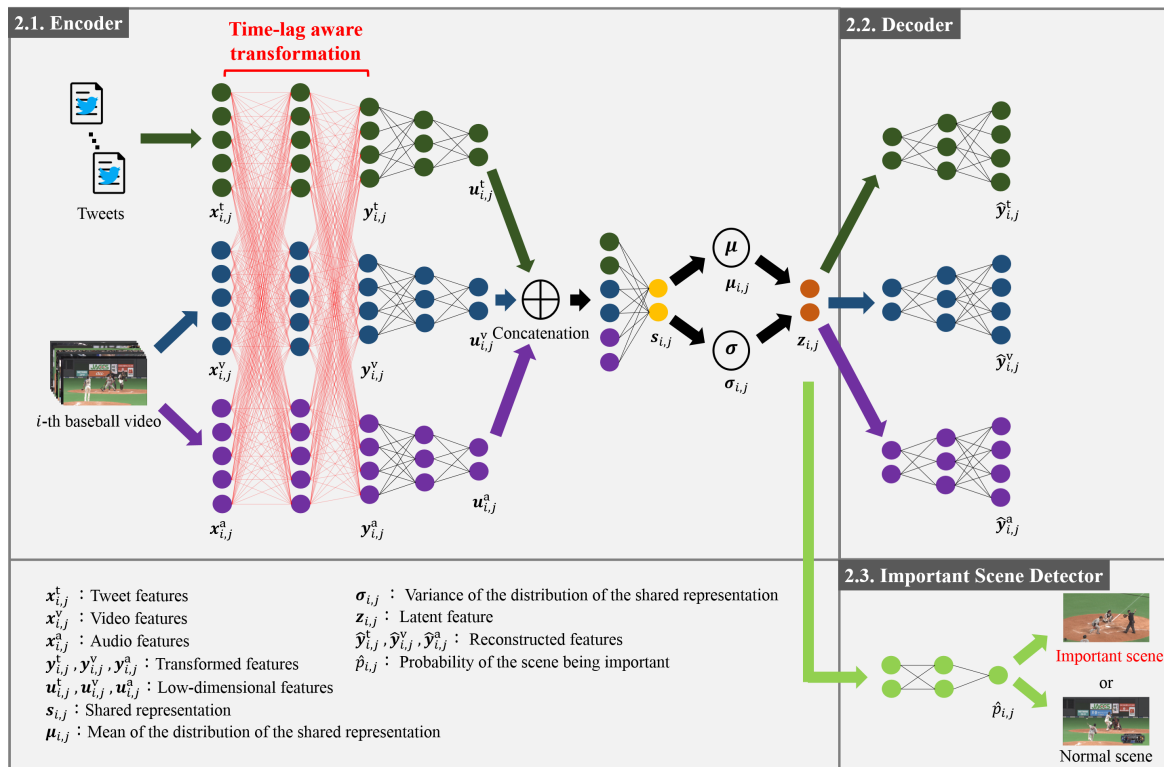 2.1. Encoder
Time-lag aware
transformation
Tweets
i-th baseball video
x^t_{i,j}
x^v_{i,j}
x^a_{i,j}
y^t_{i,j}
y^v_{i,j}
y^a_{i,j}
u^t_{i,j}
u^v_{i,j}
u^a_{i,j}
Concatenation
s_{i,j}
μ
μ_{i,j}
σ
σ_{i,j}
z_{i,j}
2.2. Decoder
ŷ^t_{i,j}
ŷ^v_{i,j}
ŷ^a_{i,j}
x^t_{i,j} : Tweet features
x^v_{i,j} : Video features
x^a_{i,j} : Audio features
y^t_{i,j}, y^v_{i,j}, y^a_{i,j} : Transformed features
u^t_{i,j}, u^v_{i,j}, u^a_{i,j} : Low-dimensional features
s_{i,j} : Shared representation
μ_{i,j} : Mean of the distribution of the shared representation
σ_{i,j} : Variance of the distribution of the shared representation
z_{i,j} : Latent feature
ŷ^t_{i,j}, ŷ^v_{i,j}, ŷ^a_{i,j} : Reconstructed features
p̂_{i,j} : Probability of the scene being important
2.3. Important Scene Detector
p̂_{i,j}
Important scene
or
Normal scene